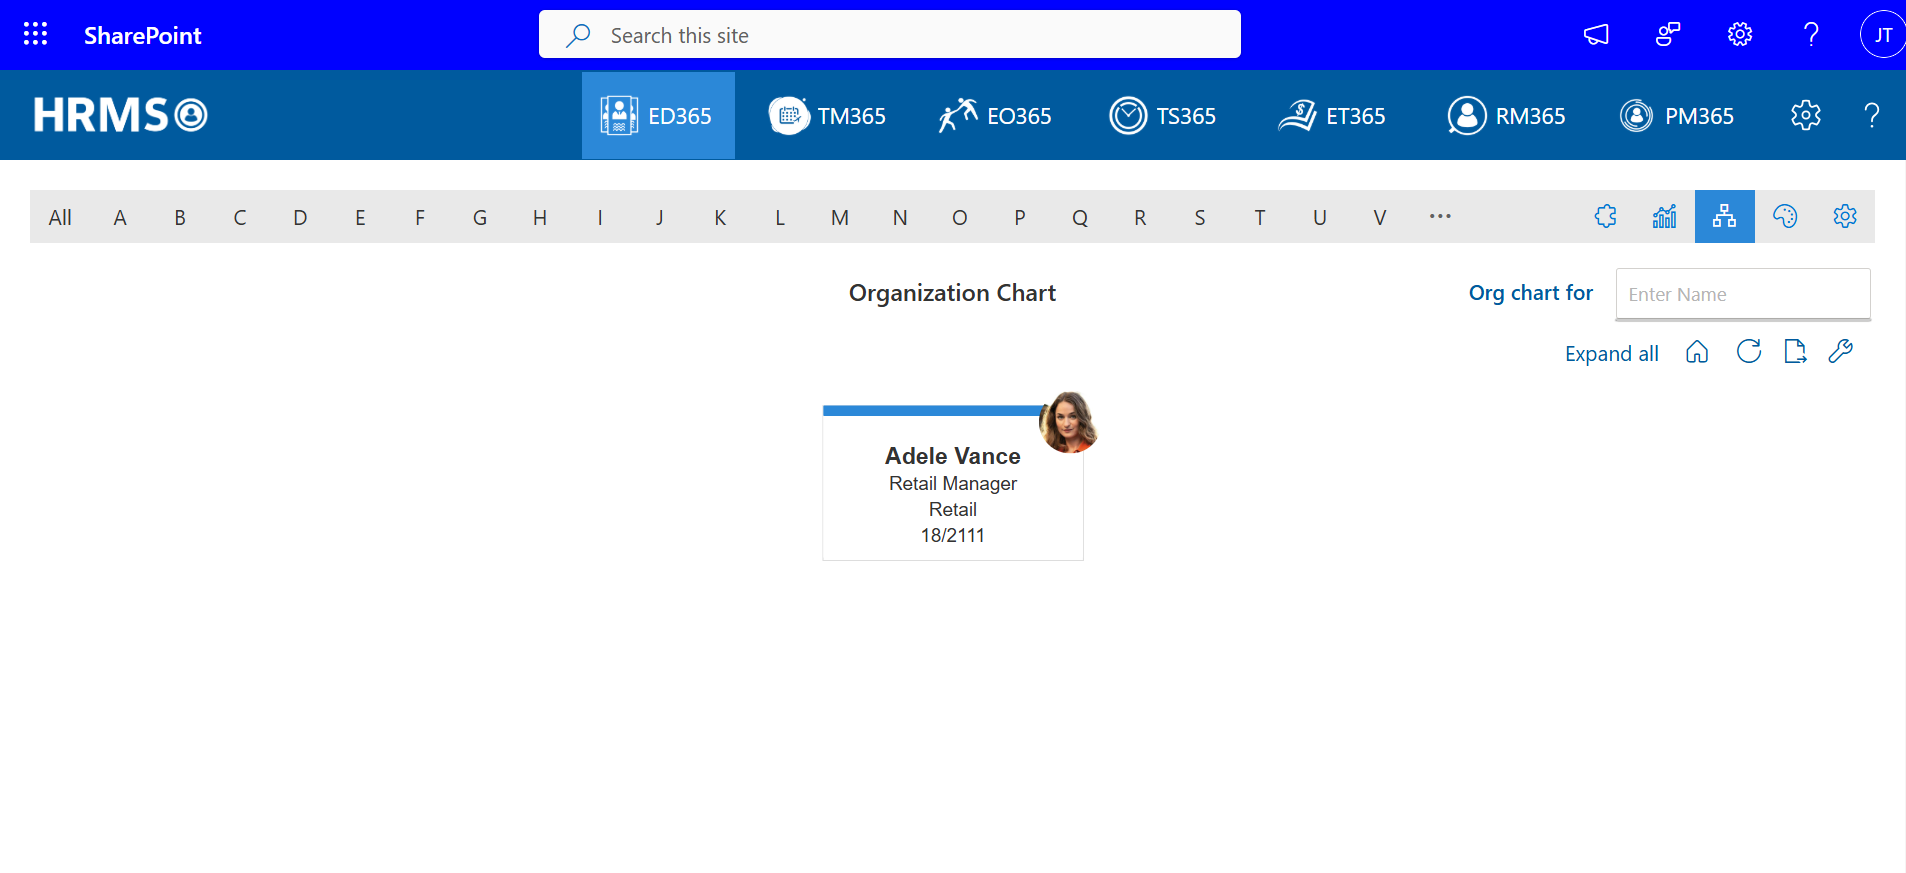 SharePoint
Search this site
JT
HRMS
ED365
TM365
EO365
TS365
ET365
RM365
PM365
All A B C D E F G H I J K L M N O P Q R S T U V ...
Organization Chart
Org chart for
Enter Name
Expand all
Adele Vance
Retail Manager
Retail
18/2111